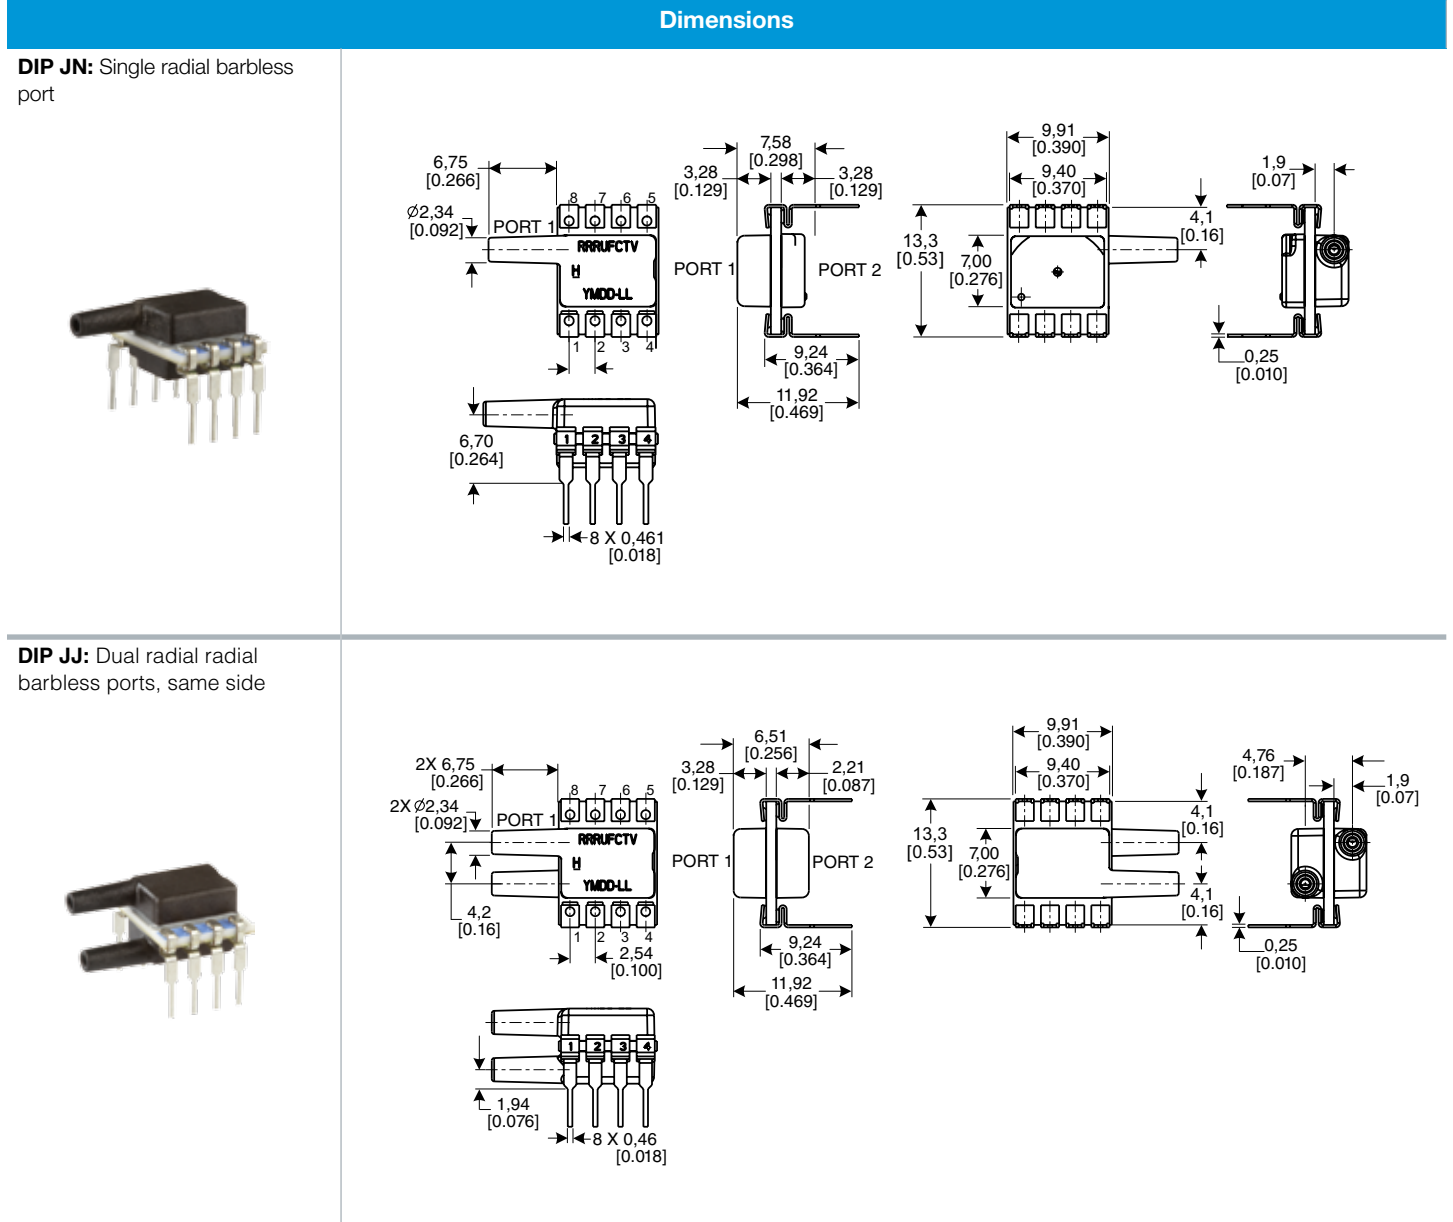 Dimensions
DIP JN: Single radial barbless
port
6,75
[0.266]
Ø2,34
[0.092]
PORT 1
8 7 6 5
RRRUFCTV
H
YMDD-LL
1 2 3 4
7,58
[0.298]
3,28
[0.129]
3,28
[0.129]
PORT 1
PORT 2
9,24
[0.364]
11,92
[0.469]
9,91
[0.390]
9,40
[0.370]
13,3
[0.53]
7,00
[0.276]
4,1
[0.16]
1,9
[0.07]
0,25
[0.010]
6,70
[0.264]
1 2 3 4
8 X 0,461
[0.018]
DIP JJ: Dual radial radial
barbless ports, same side
2X 6,75
[0.266]
2X Ø2,34
[0.092]
PORT 1
8 7 6 5
RRRUFCTV
H
YMDD-LL
4,2
[0.16]
1 2 3 4
2,54
[0.100]
6,51
[0.256]
3,28
[0.129]
2,21
[0.087]
PORT 1
PORT 2
9,24
[0.364]
11,92
[0.469]
9,91
[0.390]
9,40
[0.370]
13,3
[0.53]
7,00
[0.276]
4,1
[0.16]
4,1
[0.16]
4,76
[0.187]
1,9
[0.07]
0,25
[0.010]
1 2 3 4
1,94
[0.076]
8 X 0,46
[0.018]